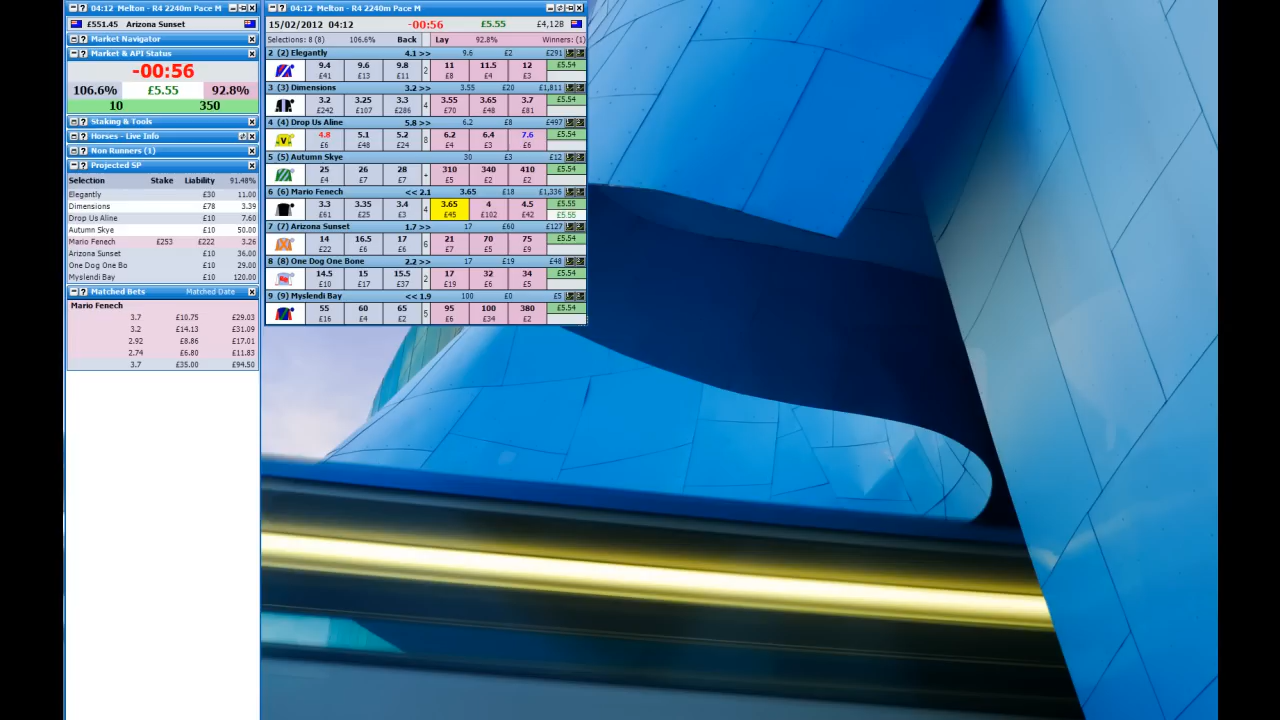 04:12 Melton - R4 2240m Pace M
£551.45 Arizona Sunset
Market Navigator
Market & API Status
-00:56
106.6% £5.55 92.8%
10 350
Staking & Tools
Horses - Live Info
Non Runners (1)
Projected SP
Selection Stake Liability 91.48%
Elegantly £30 11.00
Dimensions £78 3.39
Drop Us Aline £10 7.60
Autumn Skye £10 50.00
Mario Fenech £253 £222 3.26
Arizona Sunset £10 36.00
One Dog One Bo £10 29.00
Myslendi Bay £10 120.00
Matched Bets Matched Date
Mario Fenech
3.7 £10.75 £29.03
3.2 £14.13 £31.09
2.92 £8.86 £17.01
2.74 £6.80 £11.83
3.7 £35.00 £94.50
04:12 Melton - R4 2240m Pace M
15/02/2012 04:12 -00:56 £5.55 £4,128
Selections: 8 (8) 106.6% Back Lay 92.8% Winners: (1)
2 (2) Elegantly 4.1 >> 9.6 £2 £291
9.4 9.6 9.8 2 11 11.5 12 £5.54
£41 £13 £11 £8 £4 £3
3 (3) Dimensions 3.2 >> 3.55 £20 £1,811
3.2 3.25 3.3 4 3.55 3.65 3.7 £5.54
£242 £107 £286 £70 £48 £81
4 (4) Drop Us Aline 5.8 >> 6.2 £8 £497
4.8 5.1 5.2 8 6.2 6.4 7.6 £5.54
£6 £48 £24 £4 £3 £6
5 (5) Autumn Skye 30 £3 £12
25 26 28 + 310 340 410 £5.54
£4 £7 £7 £5 £2 £2
6 (6) Mario Fenech << 2.1 3.65 £18 £1,336
3.3 3.35 3.4 4 3.65 4 4.5 £5.55
£61 £25 £3 £45 £102 £42 £5.55
7 (7) Arizona Sunset 1.7 >> 17 £60 £127
14 16.5 17 6 21 70 75 £5.54
£22 £6 £6 £7 £5 £9
8 (8) One Dog One Bone 2.2 >> 17 £19 £48
14.5 15 15.5 2 17 32 34 £5.54
£10 £17 £37 £19 £6 £5
9 (9) Myslendi Bay << 1.9 100 £0 £5
55 60 65 5 95 100 380 £5.54
£16 £4 £2 £6 £34 £2